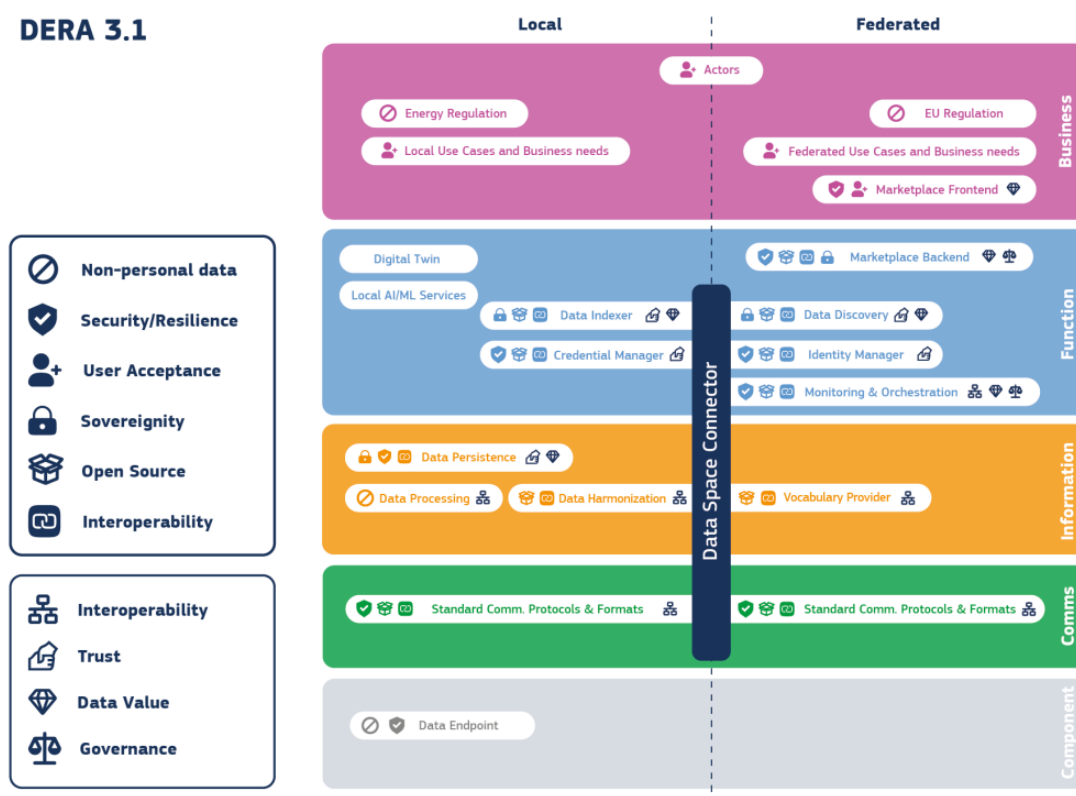 DERA 3.1
Local
Federated
Actors
Energy Regulation
EU Regulation
Local Use Cases and Business needs
Federated Use Cases and Business needs
Marketplace Frontend
Business
Non-personal data
Security/Resilience
User Acceptance
Sovereignity
Open Source
Interoperability
Interoperability
Trust
Data Value
Governance
Digital Twin
Marketplace Backend
Local AI/ML Services
Data Indexer
Data Discovery
Credential Manager
Identity Manager
Monitoring & Orchestration
Function
Data Space Connector
Data Persistence
Data Processing
Data Harmonization
Vocabulary Provider
Information
Standard Comm. Protocols & Formats
Standard Comm. Protocols & Formats
Comms
Data Endpoint
Component